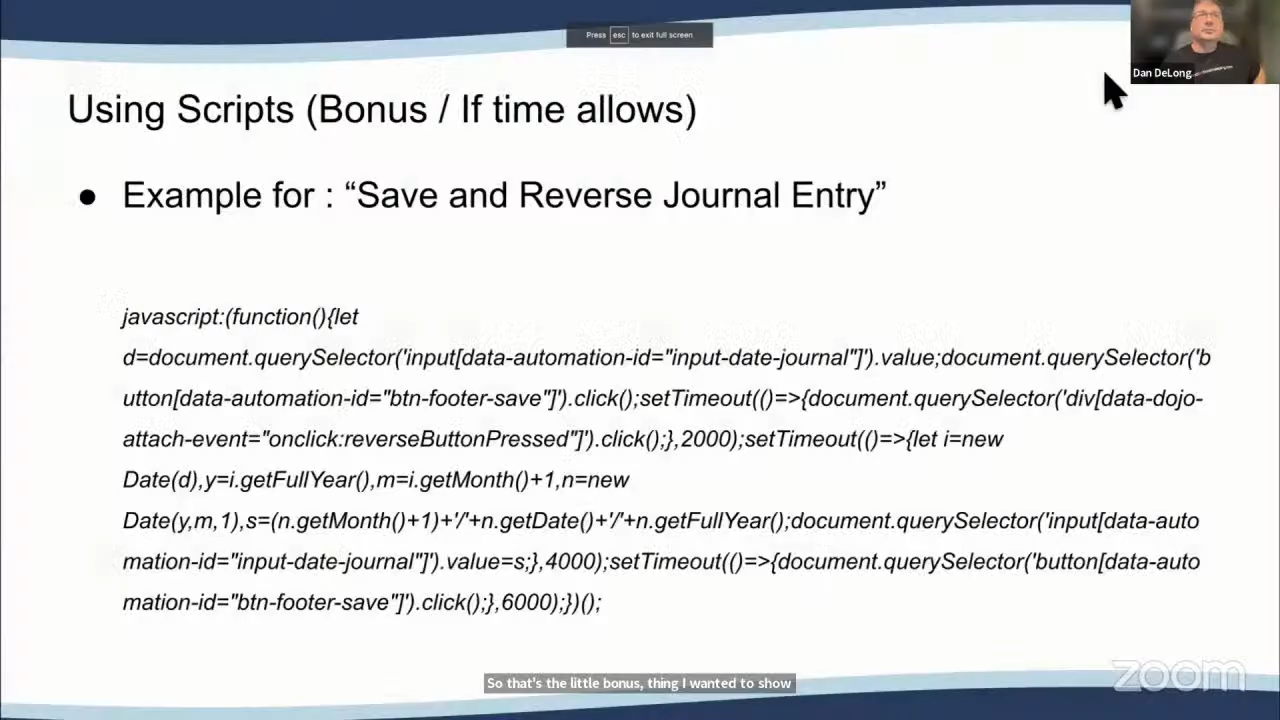 Press esc to exit full screen
Dan DeLong
Using Scripts (Bonus / If time allows)
● Example for : “Save and Reverse Journal Entry”
javascript:(function(){let
d=document.querySelector('input[data-automation-id="input-date-journal"]').value;document.querySelector('b
utton[data-automation-id="btn-footer-save"]').click();setTimeout(()=>{document.querySelector('div[data-dojo-
attach-event="onclick:reverseButtonPressed"]').click();},2000);setTimeout(()=>{let i=new
Date(d),y=i.getFullYear(),m=i.getMonth()+1,n=new
Date(y,m,1),s=(n.getMonth()+1)+'/'+n.getDate()+'/'+n.getFullYear();document.querySelector('input[data-auto
mation-id="input-date-journal"]').value=s;},4000);setTimeout(()=>{document.querySelector('button[data-auto
mation-id="btn-footer-save"]').click();},6000);})();
So that's the little bonus, thing I wanted to show
zoom